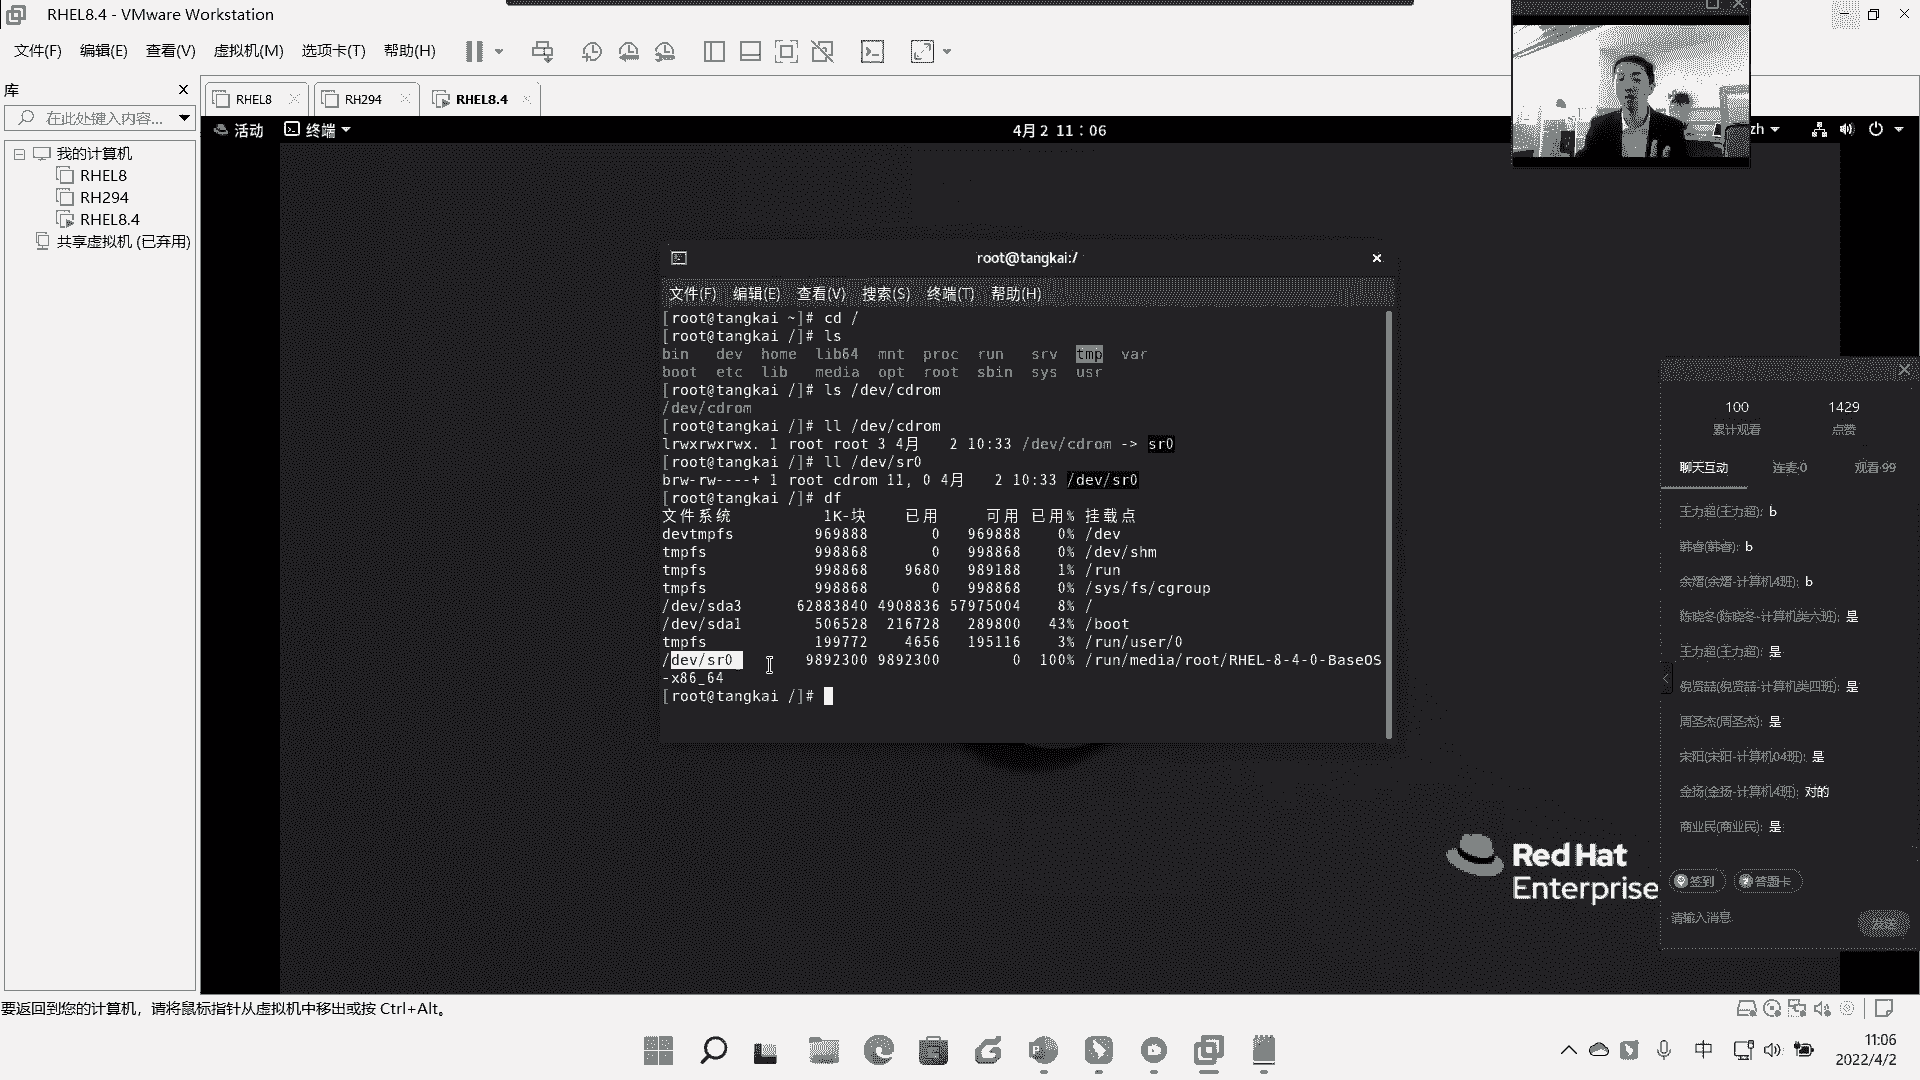 RHEL8.4 - VMware Workstation
文件(F) 编辑(E) 查看(V) 虚拟机(M) 选项卡(T) 帮助(H)
库
在此处键入内容...
我的计算机
RHEL8
RH294
RHEL8.4
共享虚拟机 (已弃用)
RHEL8 RH294 RHEL8.4
活动 终端 4月 2 11：06 zh
root@tangkai:/
文件(F) 编辑(E) 查看(V) 搜索(S) 终端(T) 帮助(H)
[root@tangkai ~]# cd /
[root@tangkai /]# ls
bin dev home lib64 mnt proc run srv tmp var
boot etc lib media opt root sbin sys usr
[root@tangkai /]# ls /dev/cdrom
/dev/cdrom
[root@tangkai /]# ll /dev/cdrom
lrwxrwxrwx. 1 root root 3 4月 2 10:33 /dev/cdrom -> sr0
[root@tangkai /]# ll /dev/sr0
brw-rw----+ 1 root cdrom 11, 0 4月 2 10:33 /dev/sr0
[root@tangkai /]# df
文件系统 1K-块 已用 可用 已用% 挂载点
devtmpfs 969888 0 969888 0% /dev
tmpfs 998868 0 998868 0% /dev/shm
tmpfs 998868 9680 989188 1% /run
tmpfs 998868 0 998868 0% /sys/fs/cgroup
/dev/sda3 62883840 4908836 57975004 8% /
/dev/sda1 506528 216728 289800 43% /boot
tmpfs 199772 4656 195116 3% /run/user/0
/dev/sr0 9892300 9892300 0 100% /run/media/root/RHEL-8-4-0-BaseOS
-x86_64
[root@tangkai /]#
Red Hat
Enterprise
100 1429
累计观看 点赞
聊天互动 连麦·0 观看·99
王力超(王力超): b
韩睿(韩睿): b
余熠(余熠-计算机4班): b
陈晓冬(陈晓冬-计算机类六班): 是
王力超(王力超): 是
倪贤喆(倪贤喆-计算机类四班): 是
周圣杰(周圣杰): 是
宋阳(宋阳-计算机04班): 是
金扬(金扬-计算机4班): 对的
商业民(商业民): 是
签到 答题卡
请输入消息
发送
要返回到您的计算机，请将鼠标指针从虚拟机中移出或按 Ctrl+Alt。
中
11:06
2022/4/2